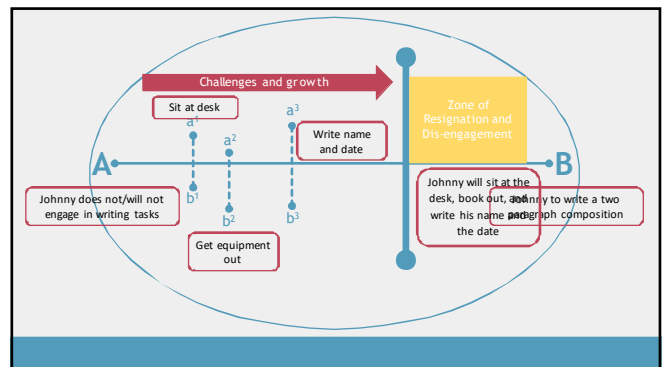 Challenges and growth
Sit at desk
a¹
a²
a³
Write name
and date
Zone of
Resignation and
Dis-engagement
A
B
b¹
b²
b³
Johnny does not/will not
engage in writing tasks
Get equipment
out
Johnny will sit at the
desk, book out, and
write his name and
the date
Johnny to write a two
paragraph composition